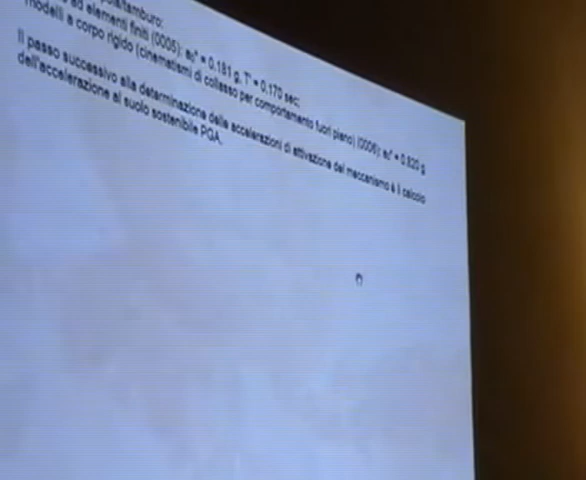 tamburo:
ad elementi finiti (0005): a₀* = 0.181 g, T* = 0.170 sec;
modelli a corpo rigido (cinematismi di collasso per comportamento fuori piano) (0006): a₀* = 0.820 g
Il passo successivo alla determinazione delle accelerazioni di attivazione del meccanismo è il calcolo
dell'accelerazione al suolo sostenibile PGA.